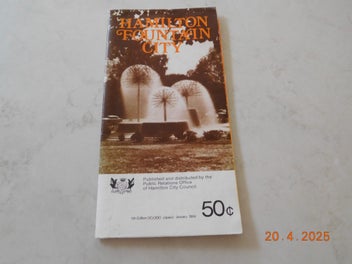 HAMILTON
FOUNTAIN
CITY
Published and distributed by the
Public Relations Office
of Hamilton City Council
50c
20.4.2025